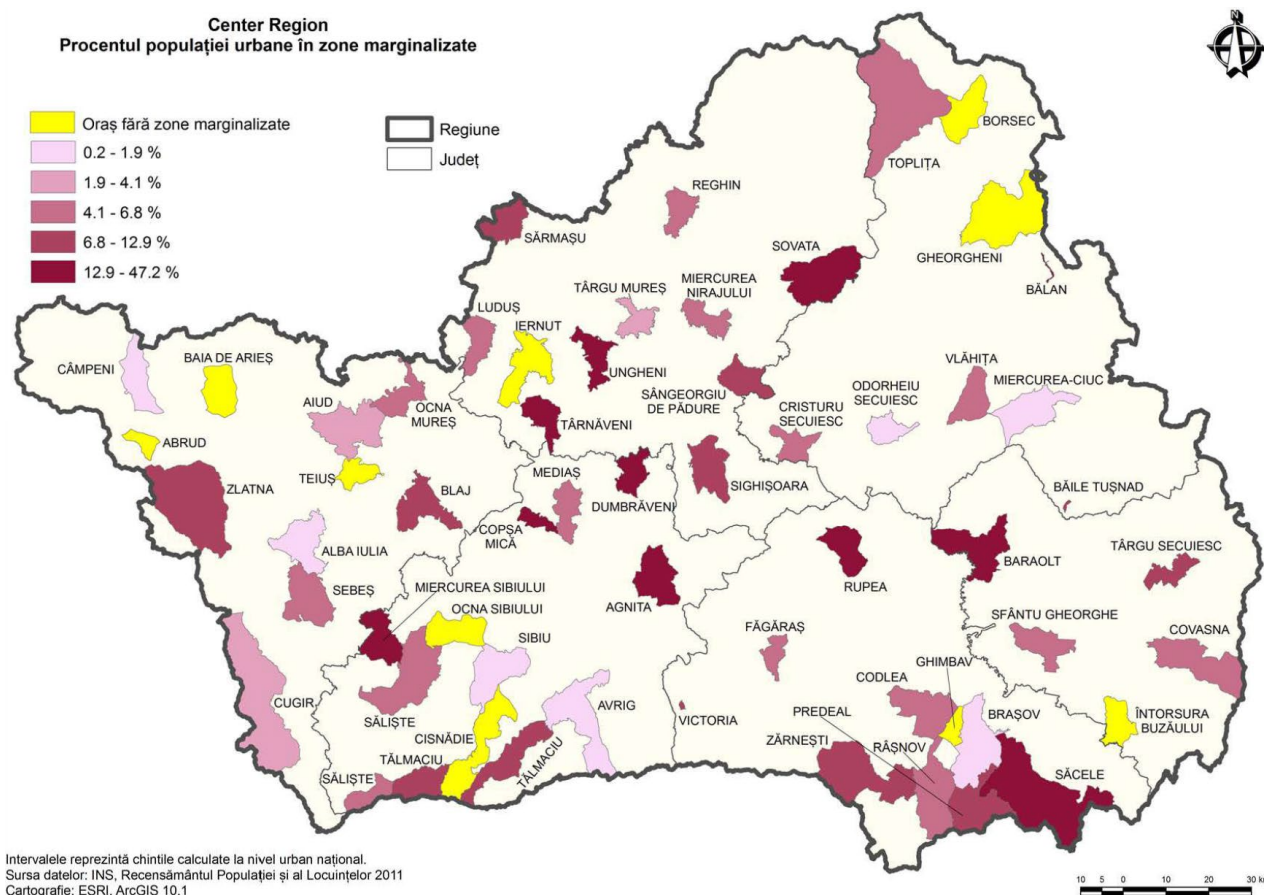 Center Region
Procentul populației urbane în zone marginalizate
N
Oraș fără zone marginalizate
0.2 - 1.9 %
1.9 - 4.1 %
4.1 - 6.8 %
6.8 - 12.9 %
12.9 - 47.2 %
Regiune
Județ
BORSEC
TOPLIȚA
REGHIN
SĂRMAȘU
SOVATA
GHEORGHENI
BĂLAN
TÂRGU MUREȘ
MIERCUREA
NIRAJULUI
LUDUȘ
IERNUT
UNGHENI
CÂMPENI
BAIA DE ARIEȘ
VLĂHIȚA
MIERCUREA-CIUC
ODORHEIU
SECUIESC
SÂNGEORGIU
DE PĂDURE
CRISTURU
SECUIESC
AIUD
OCNA
MUREȘ
TÂRNĂVENI
ABRUD
TEIUȘ
MEDIAȘ
ZLATNA
BLAJ
DUMBRĂVENI
SIGHIȘOARA
BĂILE TUȘNAD
COPȘA
MICĂ
ALBA IULIA
BARAOLT
TÂRGU SECUIESC
SEBEȘ
MIERCUREA SIBIULUI
OCNA SIBIULUI
AGNITA
RUPEA
SIBIU
FĂGĂRAȘ
SFÂNTU GHEORGHE
COVASNA
GHIMBAV
CODLEA
CUGIR
SĂLIȘTE
AVRIG
VICTORIA
PREDEAL
BRAȘOV
ÎNTORSURA
BUZĂULUI
CISNĂDIE
ZĂRNEȘTI
RÂȘNOV
TĂLMACIU
TĂLMACIU
SĂLIȘTE
SĂCELE
Intervalele reprezintă chintile calculate la nivel urban național.
Sursa datelor: INS, Recensământul Populației și al Locuințelor 2011
Cartografie: ESRI, ArcGIS 10.1
10 5 0 10 20 30 km